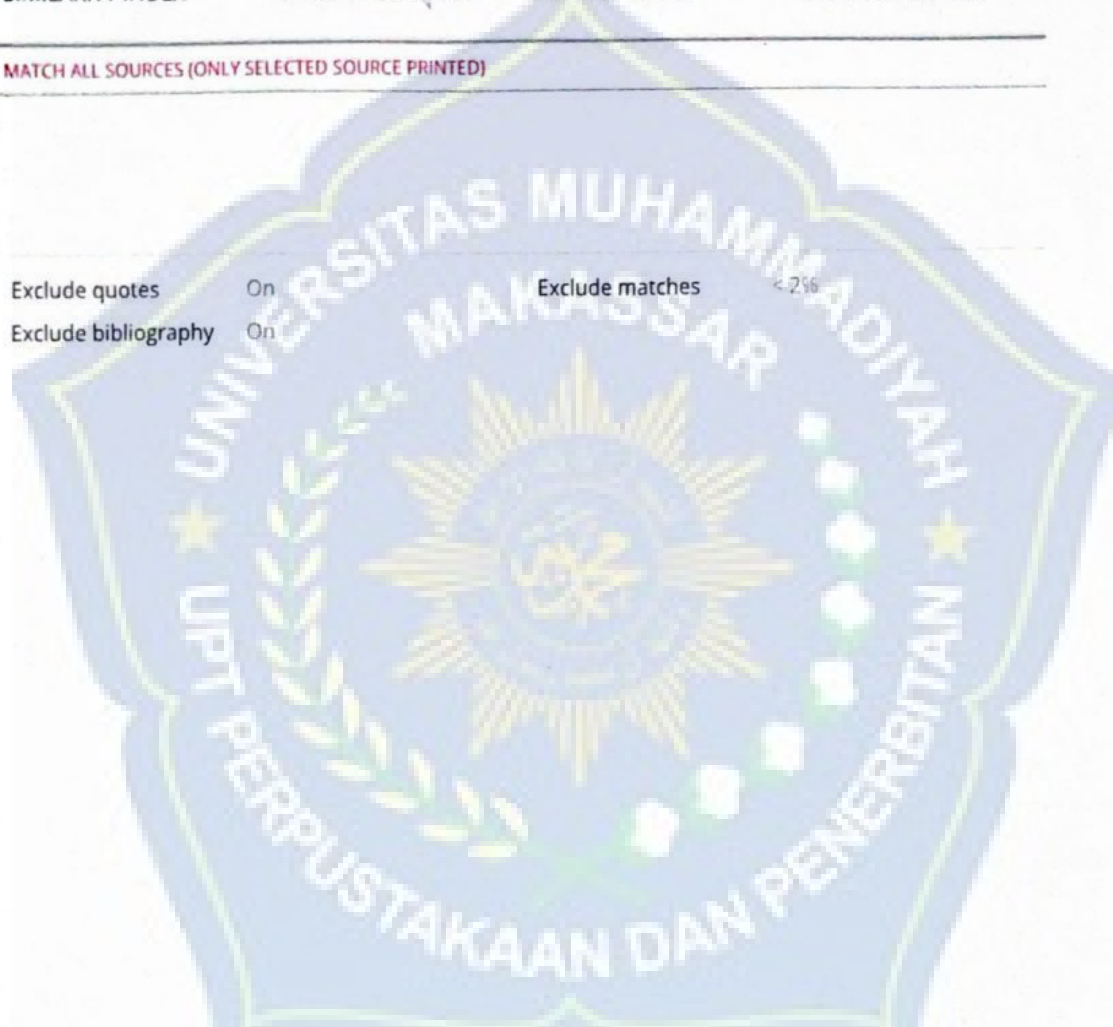 MATCH ALL SOURCES (ONLY SELECTED SOURCE PRINTED)
Exclude quotes On Exclude matches < 2%
Exclude bibliography On
UNIVERSITAS MUHAMMADIYAH
MAKASSAR
UPT PERPUSTAKAAN DAN PENERBITAN